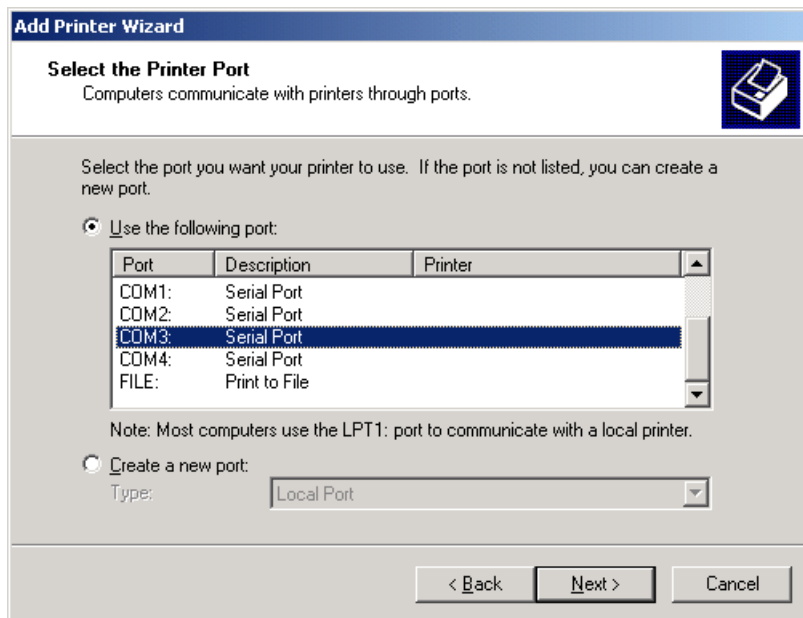 Add Printer Wizard
Select the Printer Port
Computers communicate with printers through ports.
Select the port you want your printer to use. If the port is not listed, you can create a
new port.
Use the following port:
Port Description Printer
COM1: Serial Port
COM2: Serial Port
COM3: Serial Port
COM4: Serial Port
FILE: Print to File
Note: Most computers use the LPT1: port to communicate with a local printer.
Create a new port:
Type: Local Port
< Back Next > Cancel